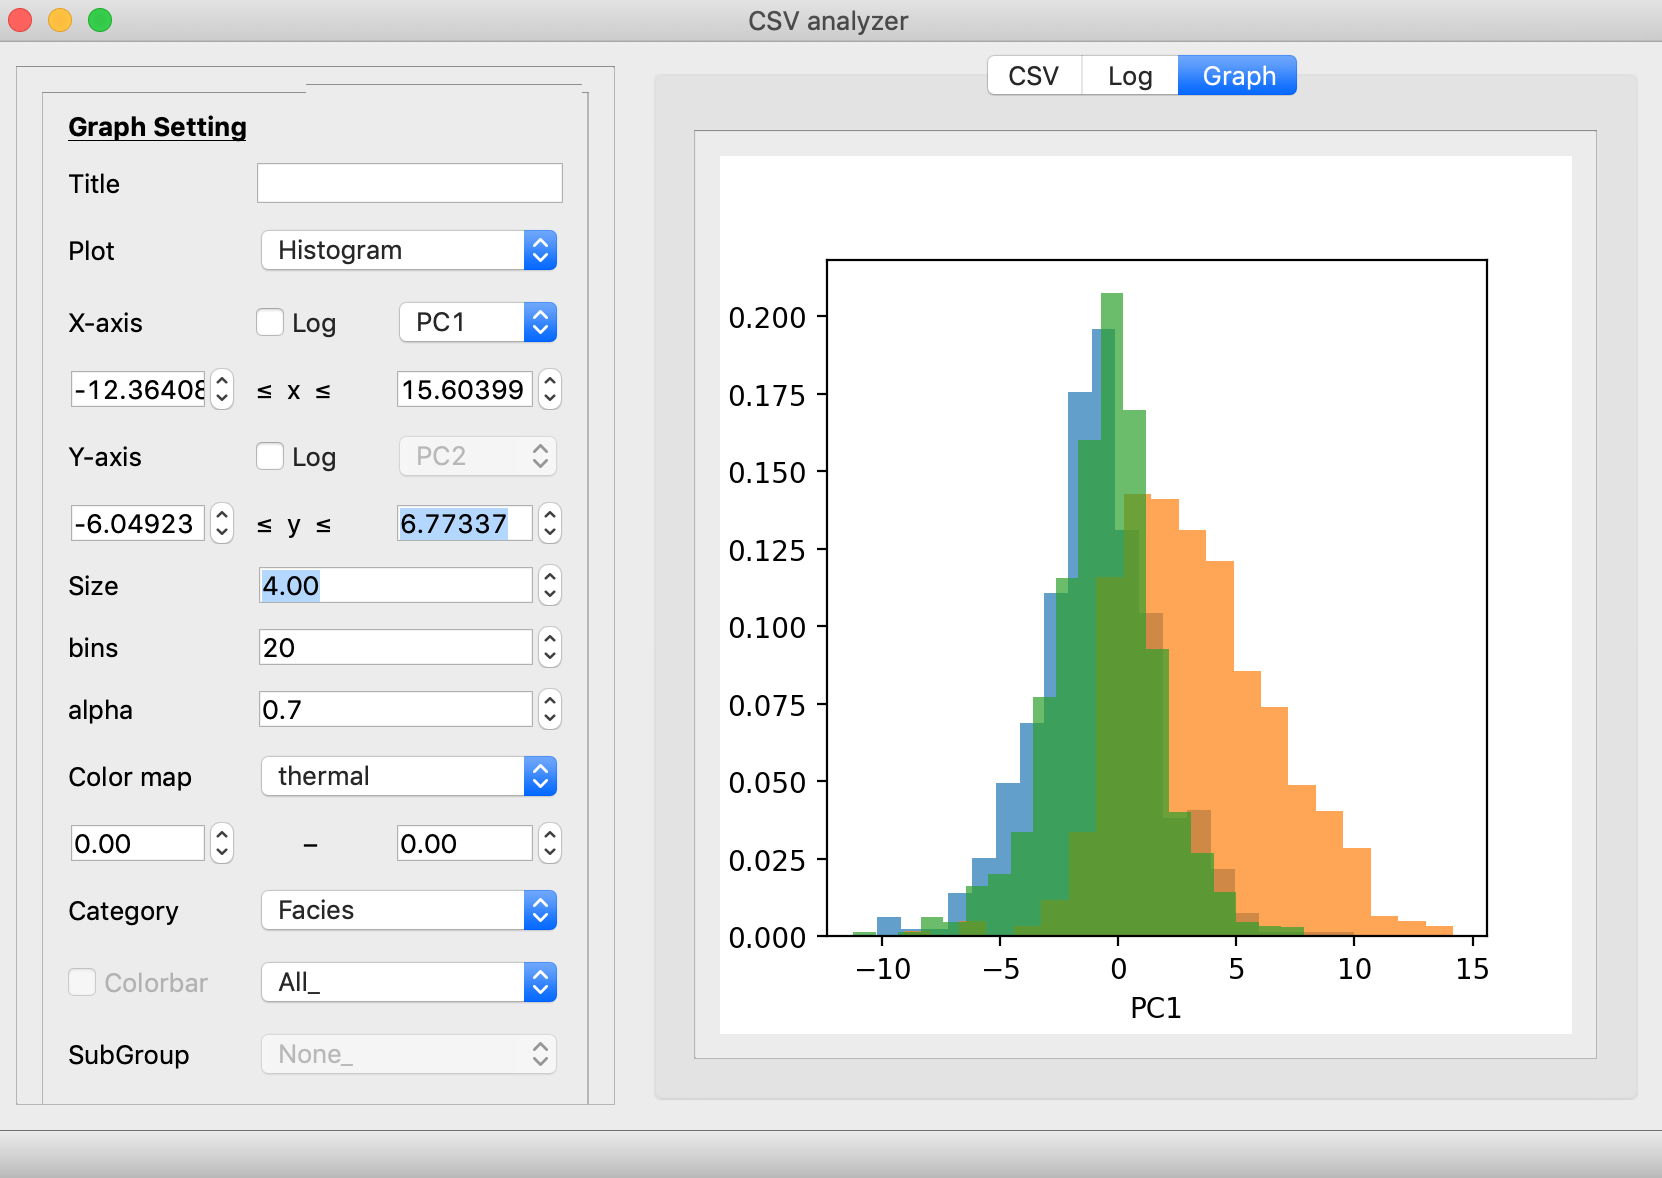 CSV analyzer
Graph Setting
Title
Plot Histogram
X-axis Log PC1
-12.36408 ≤ x ≤ 15.60399
Y-axis Log PC2
-6.04923 ≤ y ≤ 6.77337
Size 4.00
bins 20
alpha 0.7
Color map thermal
0.00 – 0.00
Category Facies
Colorbar All_
SubGroup None_
CSV Log Graph
0.200
0.175
0.150
0.125
0.100
0.075
0.050
0.025
0.000
−10 −5 0 5 10 15
PC1